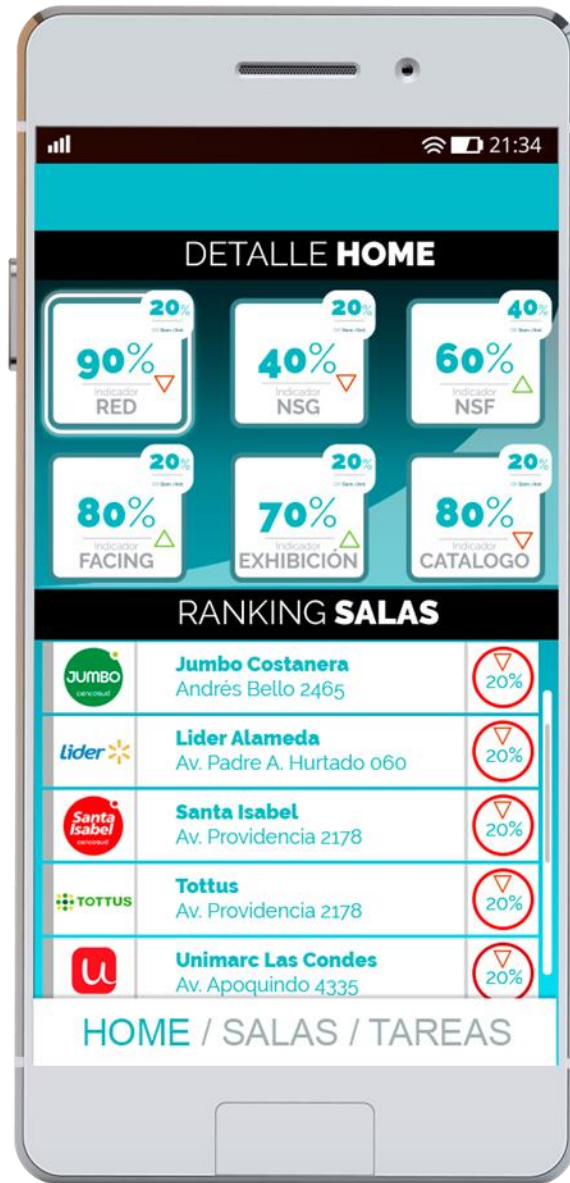 21:34
DETALLE HOME
20%
90%
Indicador
RED
20%
40%
Indicador
NSG
40%
60%
Indicador
NSF
20%
80%
Indicador
FACING
20%
70%
Indicador
EXHIBICIÓN
20%
80%
Indicador
CATALOGO
RANKING SALAS
JUMBO
cencosud
Jumbo Costanera
Andrés Bello 2465
20%
Lider
Lider Alameda
Av. Padre A. Hurtado 060
20%
Santa
Isabel
cencosud
Santa Isabel
Av. Providencia 2178
20%
TOTTUS
Tottus
Av. Providencia 2178
20%
u
Unimarc Las Condes
Av. Apoquindo 4335
20%
HOME / SALAS / TAREAS